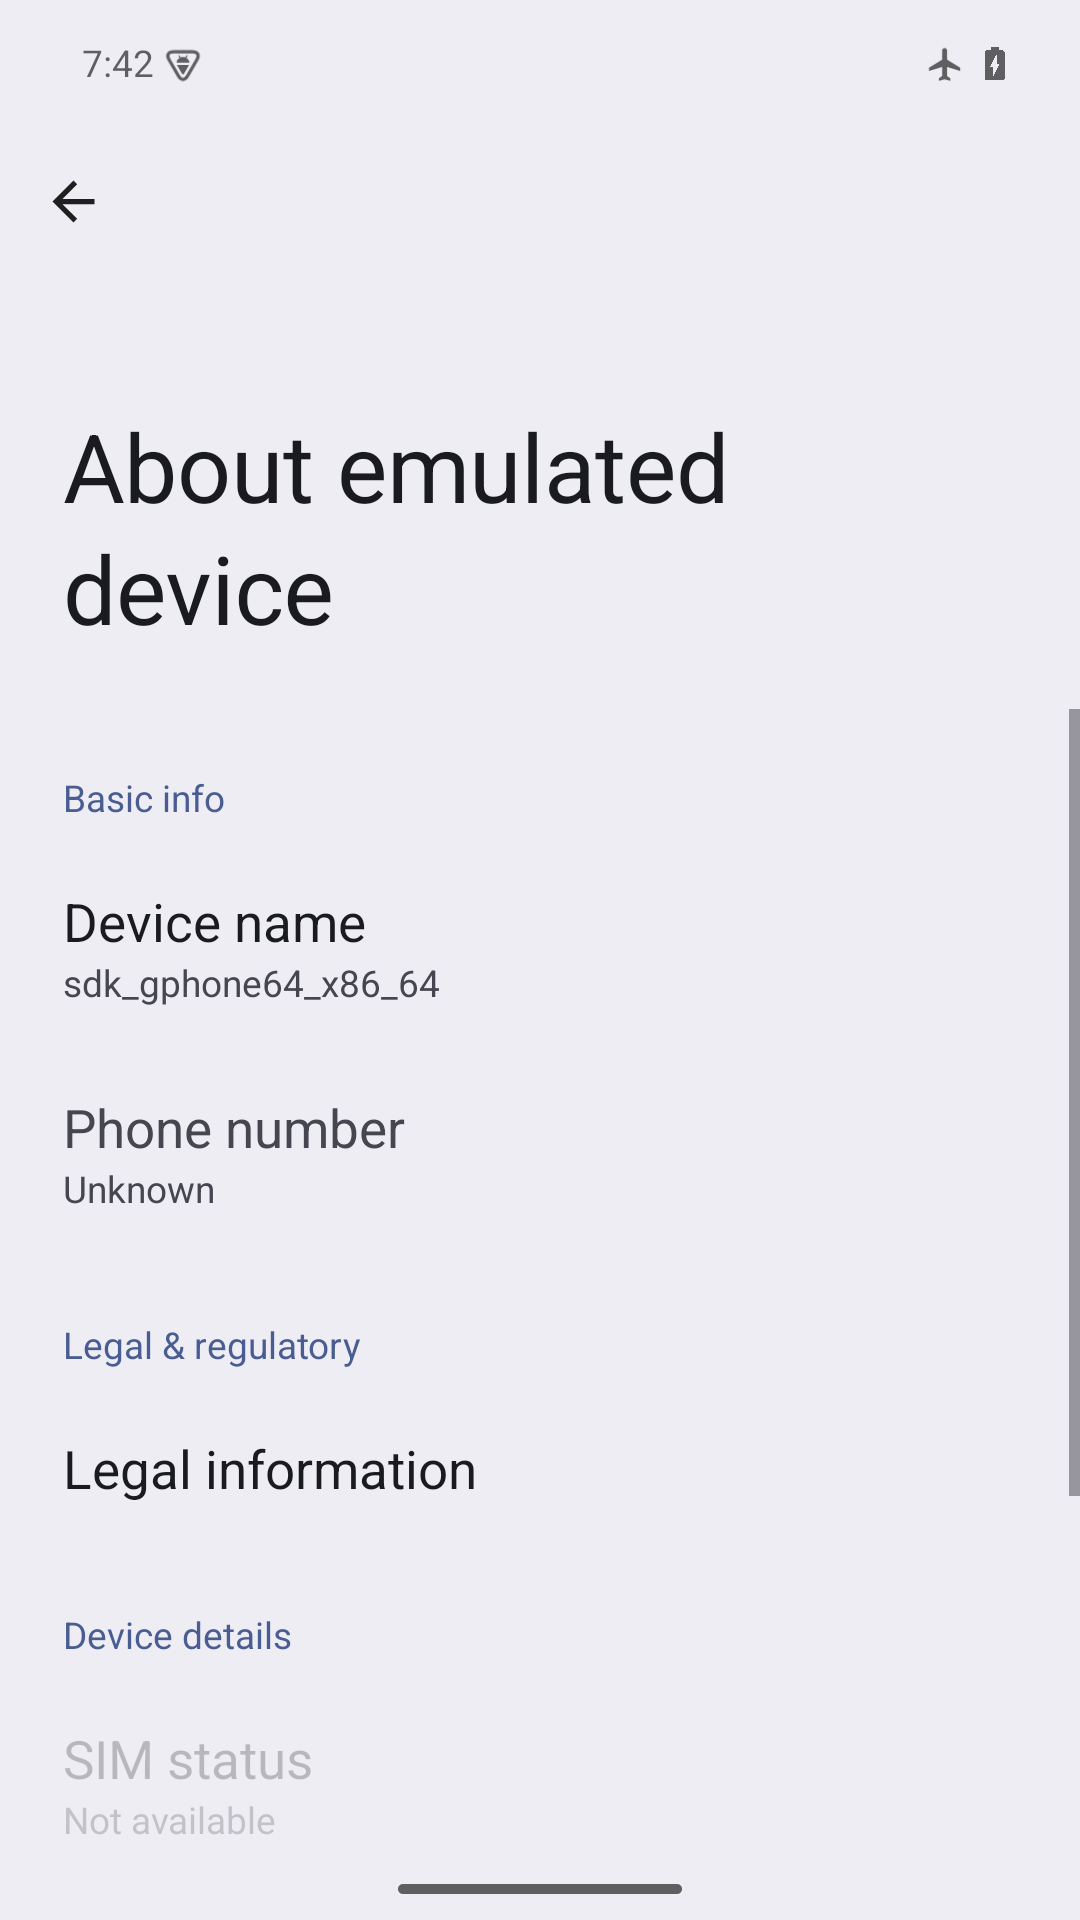 7:42
About emulated
device
Basic info
Device name
sdk_gphone64_x86_64
Phone number
Unknown
Legal & regulatory
Legal information
Device details
SIM status
Not available